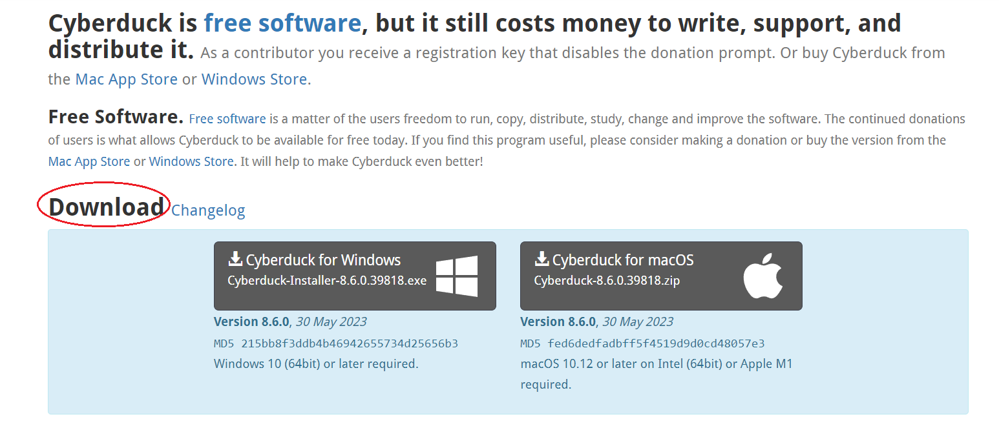 Cyberduck is free software, but it still costs money to write, support, and
distribute it. As a contributor you receive a registration key that disables the donation prompt. Or buy Cyberduck from
the Mac App Store or Windows Store.
Free Software. Free software is a matter of the users freedom to run, copy, distribute, study, change and improve the software. The continued donations
of users is what allows Cyberduck to be available for free today. If you find this program useful, please consider making a donation or buy the version from the
Mac App Store or Windows Store. It will help to make Cyberduck even better!
Download Changelog
Cyberduck for Windows
Cyberduck-Installer-8.6.0.39818.exe
Version 8.6.0, 30 May 2023
MD5 215bb8f3ddb4b46942655734d25656b3
Windows 10 (64bit) or later required.
Cyberduck for macOS
Cyberduck-8.6.0.39818.zip
Version 8.6.0, 30 May 2023
MD5 fed6dedfadbff5f4519d9d0cd48057e3
macOS 10.12 or later on Intel (64bit) or Apple M1
required.